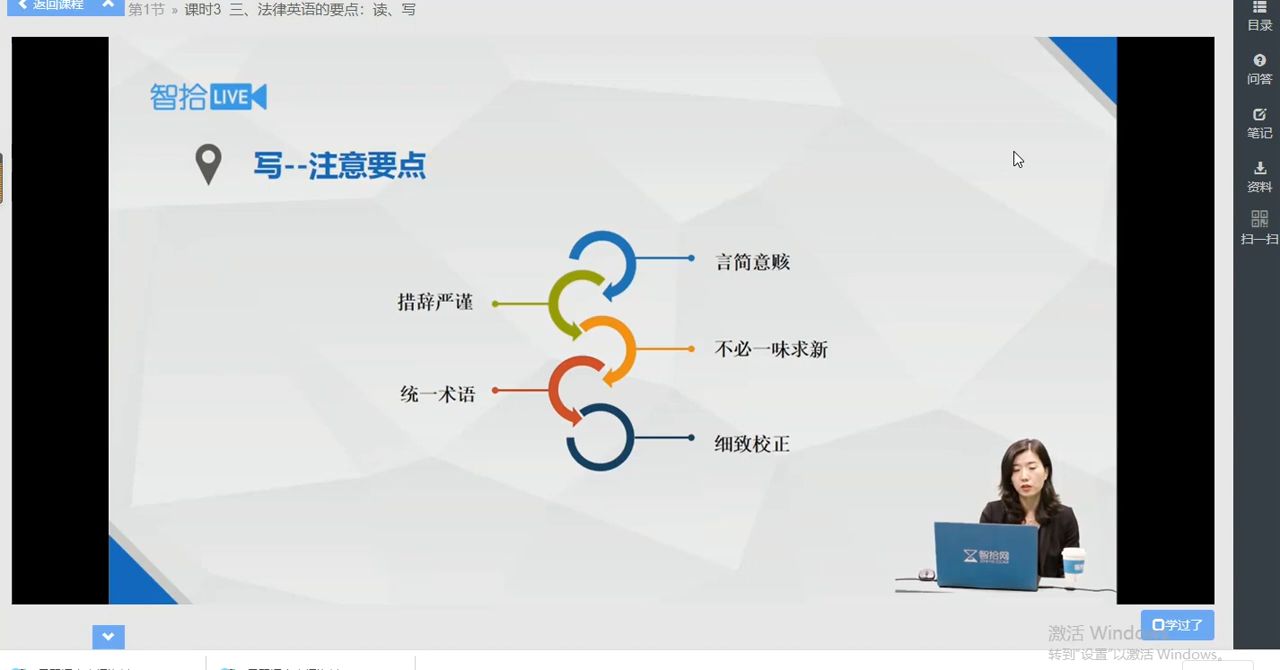 返回课程
第1节 » 课时3 三、法律英语的要点：读、写
目录
问答
笔记
资料
扫一扫
智拾LIVE
写--注意要点
言简意赅
措辞严谨
不必一味求新
统一术语
细致校正
智拾网
学过了
激活 Windows
转到"设置"以激活 Windows。